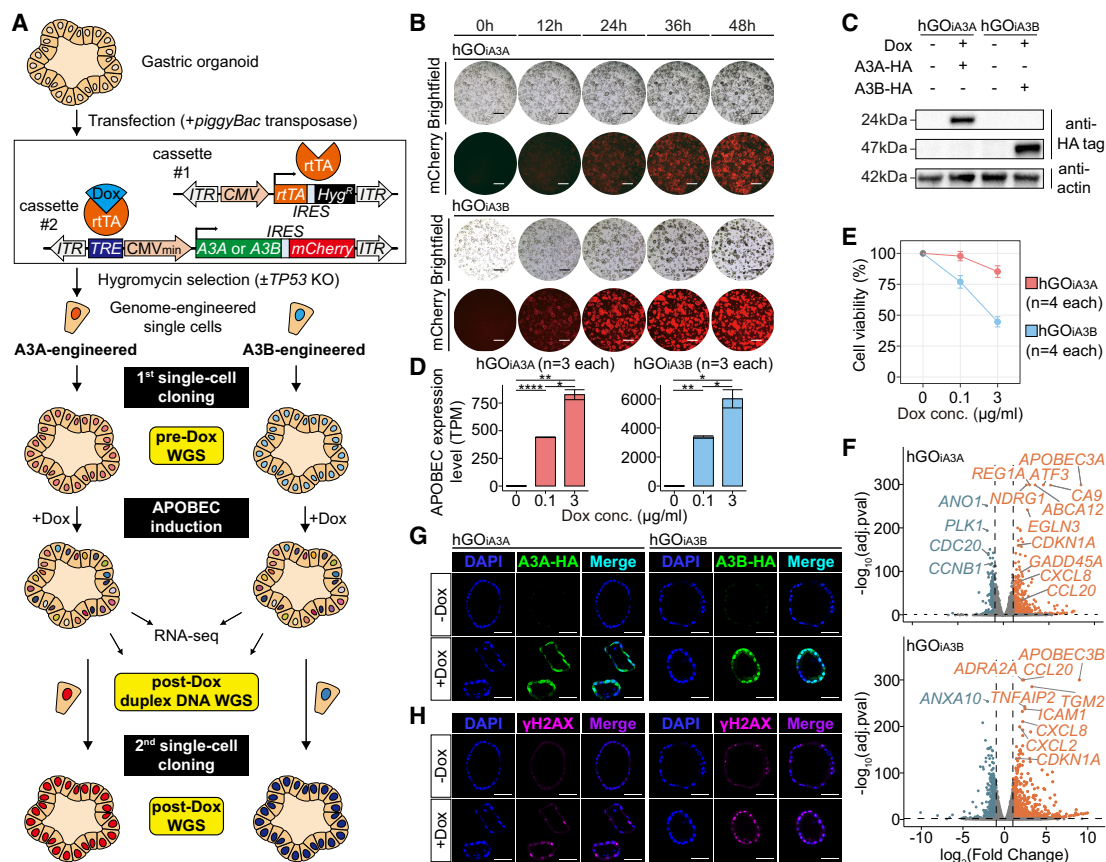 A
Gastric organoid
Transfection (+piggyBac transposase)
cassette
#1
rtTA
ITR
CMV
rtTA
HygR
ITR
IRES
Dox
rtTA
cassette
#2
IRES
ITR
TRE
CMVmin
A3A or A3B
mCherry
ITR
Hygromycin selection (±TP53 KO)
Genome-engineered
single cells
A3A-engineered
A3B-engineered
1st single-cell
cloning
pre-Dox
WGS
+Dox
APOBEC
induction
+Dox
RNA-seq
post-Dox
duplex DNA WGS
2nd single-cell
cloning
post-Dox
WGS
B
0h 12h 24h 36h 48h
hGOiA3A
Brightfield
mCherry
hGOiA3B
Brightfield
mCherry
C
hGOiA3A hGOiA3B
Dox - + - +
A3A-HA - + - -
A3B-HA - - - +
24kDa
47kDa
42kDa
anti-
HA tag
anti-
actin
D
hGOiA3A (n=3 each)
hGOiA3B (n=3 each)
APOBEC expression
level (TPM)
750
500
250
0
**
**** *
0 0.1 3
6000
4000
2000
0
*
** *
0 0.1 3
Dox conc. (µg/ml)
E
Cell viability (%)
100
75
50
25
0
0 0.1 3
Dox conc. (µg/ml)
hGOiA3A
(n=4 each)
hGOiA3B
(n=4 each)
F
hGOiA3A
-log10(adj.pval)
300
200
100
0
APOBEC3A
REG1A ATF3
CA9
NDRG1
ABCA12
ANO1
EGLN3
PLK1
CDKN1A
CDC20
GADD45A
CCNB1
CXCL8
CCL20
hGOiA3B
-log10(adj.pval)
300
200
100
0
APOBEC3B
ADRA2A CCL20
ANXA10
TNFAIP2
TGM2
ICAM1
CXCL8
CXCL2
CDKN1A
-10 -5 0 5 10
log2(Fold Change)
G
hGOiA3A hGOiA3B
DAPI A3A-HA Merge DAPI A3B-HA Merge
-Dox
+Dox
H
DAPI γH2AX Merge DAPI γH2AX Merge
-Dox
+Dox